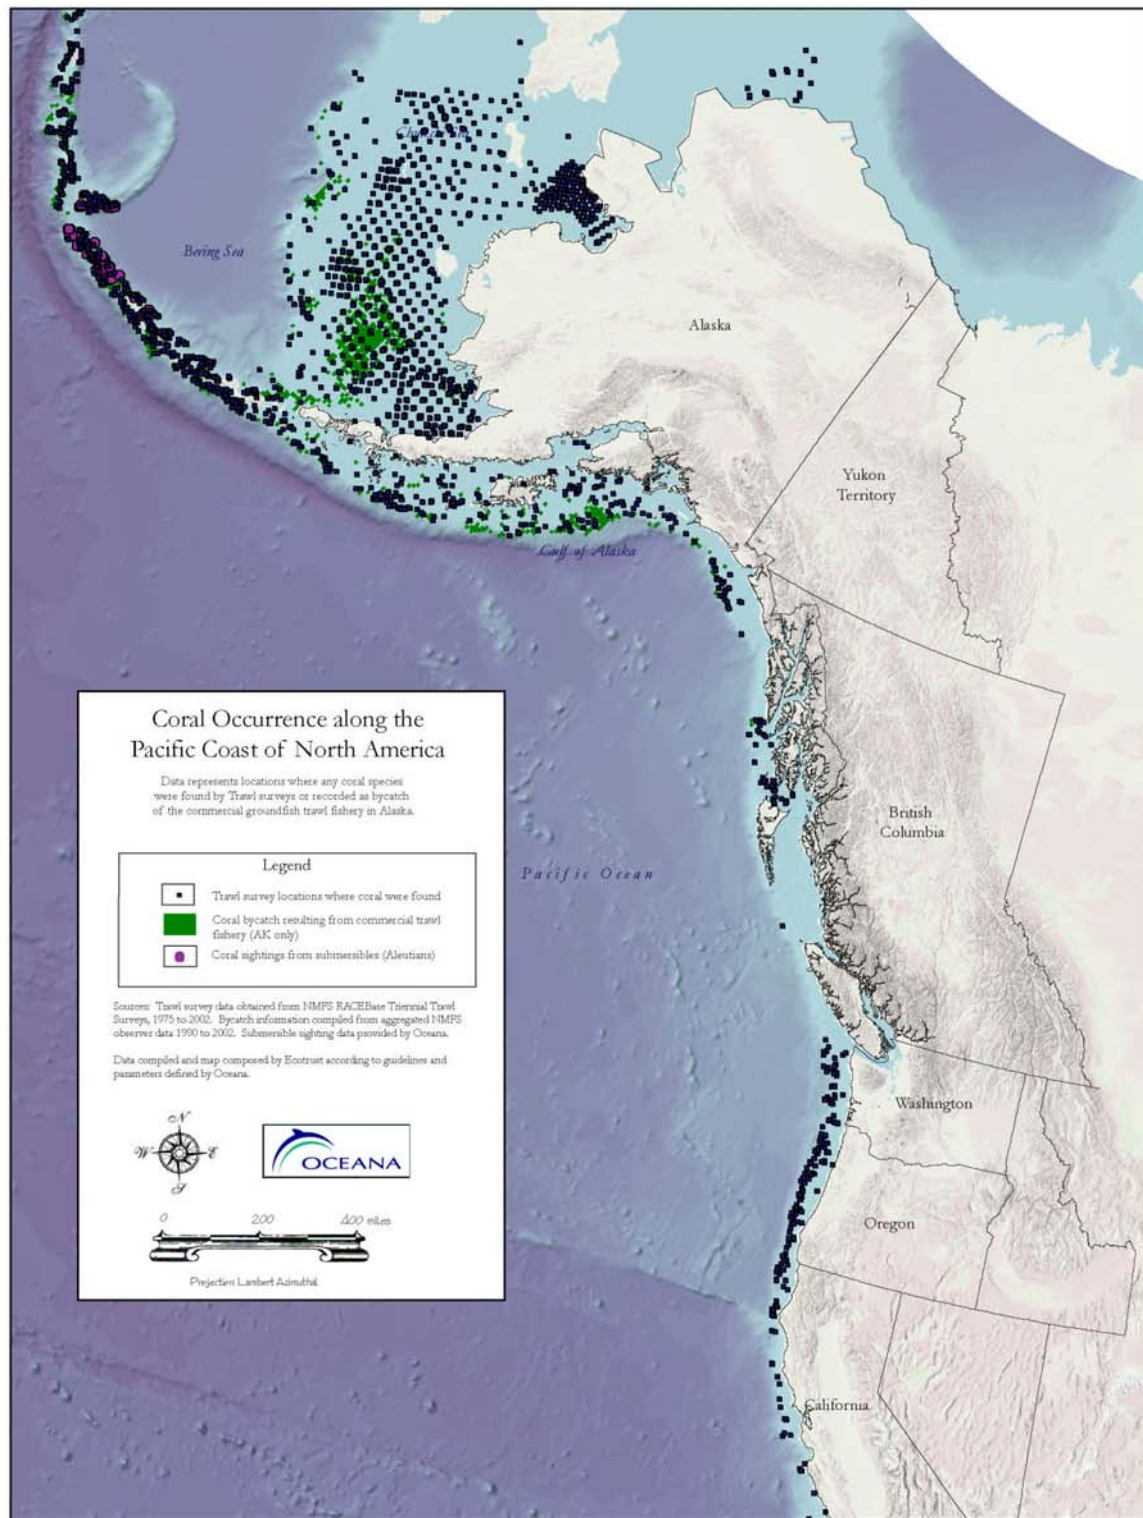 Chukchi Sea
Bering Sea
Alaska
Yukon
Territory
Gulf of Alaska
British
Columbia
Pacific Ocean
Washington
Oregon
California
Coral Occurrence along the
Pacific Coast of North America
Data represents locations where any coral species
were found by Trawl surveys or recorded as bycatch
of the commercial groundfish trawl fishery in Alaska.
Legend
Trawl survey locations where coral were found
Coral bycatch resulting from commercial trawl
fishery (AK only)
Coral sightings from submersibles (Aleutians)
Sources: Trawl survey data obtained from NMFS RACEBase Triennial Trawl
Surveys, 1975 to 2002. Bycatch information compiled from aggregated NMFS
observer data 1990 to 2002. Submersible sighting data provided by Oceana.
Data compiled and map composed by Ecotrust according to guidelines and
parameters defined by Oceana.
N
W E
S
OCEANA
0 200 400 miles
Projection Lambert Azimuthal